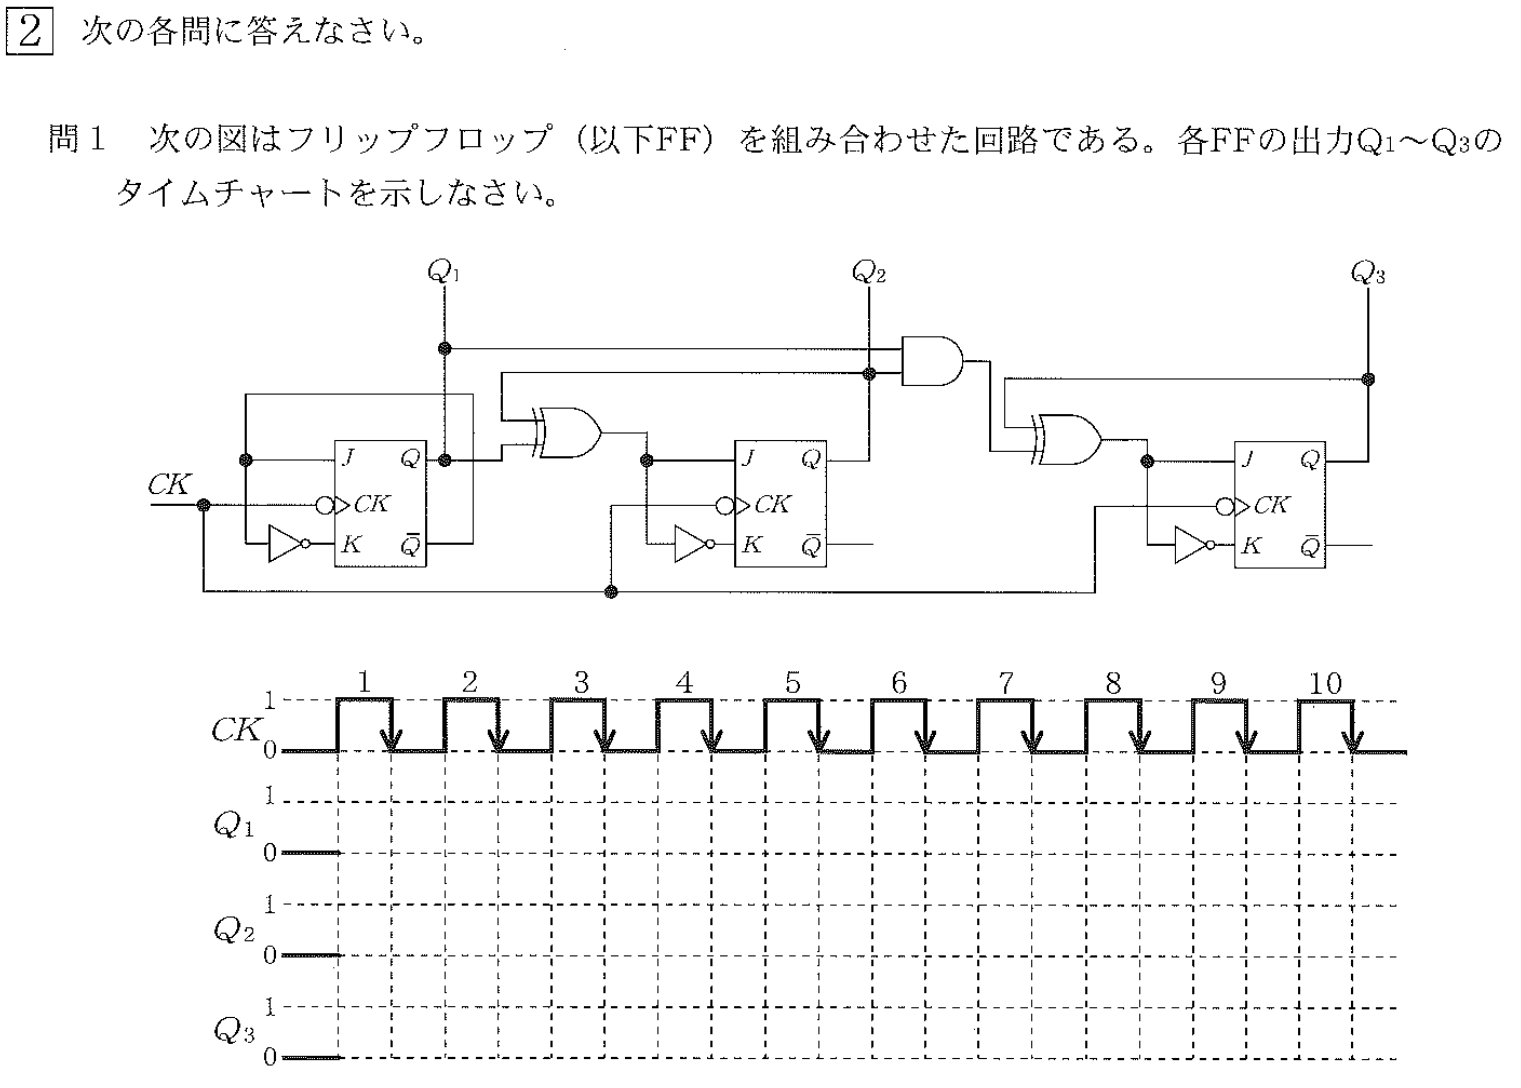 2 次の各問に答えなさい。
問1 次の図はフリップフロップ（以下FF）を組み合わせた回路である。各FFの出力Q1～Q3の
タイムチャートを示しなさい。
Q1 Q2 Q3
J Q J Q J Q
CK CK CK CK
K Q̅ K Q̅ K Q̅
1 2 3 4 5 6 7 8 9 10
1
CK
0
1
Q1
0
1
Q2
0
1
Q3
0